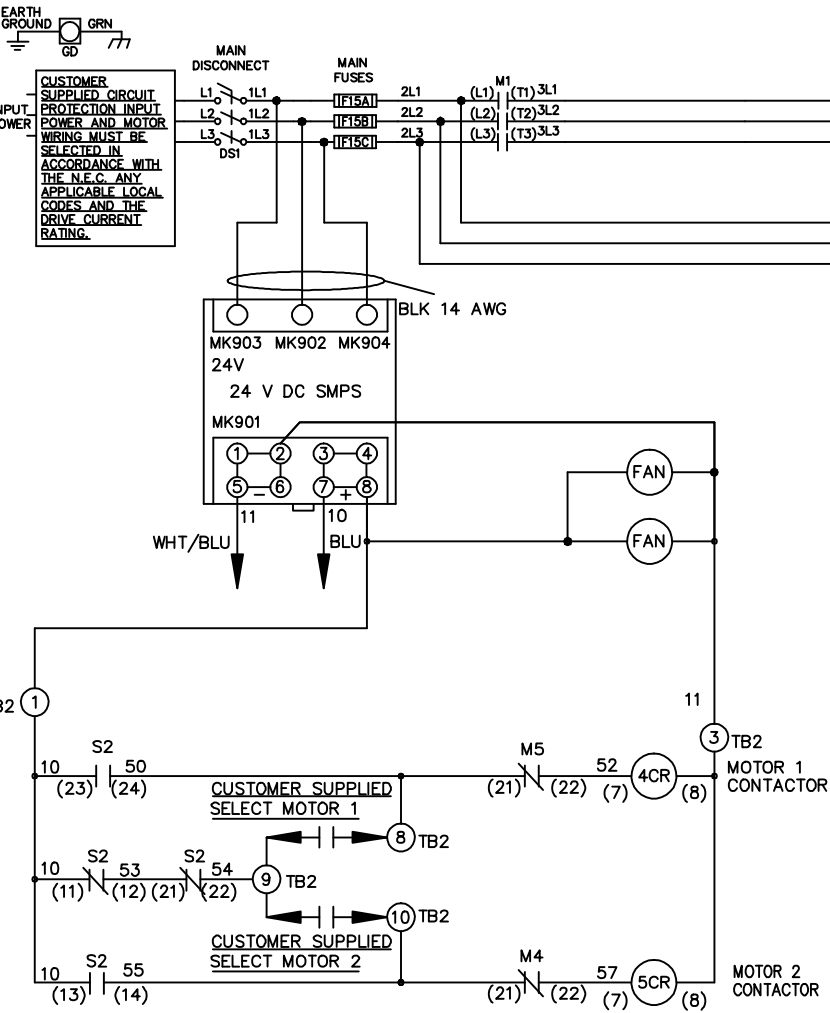 EARTH
GROUND
GRN
GD
MAIN
DISCONNECT
MAIN
FUSES
CUSTOMER
SUPPLIED CIRCUIT
PROTECTION INPUT
POWER AND MOTOR
WIRING MUST BE
SELECTED IN
ACCORDANCE WITH
THE N.E.C. ANY
APPLICABLE LOCAL
CODES AND THE
DRIVE CURRENT
RATING.
L1 1L1 F15A 2L1 (L1) M1 (T1) 3L1
L2 1L2 F15B 2L2 (L2) (T2) 3L2
L3 1L3 F15C 2L3 (L3) (T3) 3L3
DS1
BLK 14 AWG
MK903 MK902 MK904
24V
24 V DC SMPS
MK901
1 2 3 4
5 - 6 7 + 8
11 10
WHT/BLU BLU
FAN
FAN
1
11
3 TB2
S2 M5
10 50 52 4CR
(23) (24) (21) (22) (7) (8)
MOTOR 1
CONTACTOR
CUSTOMER SUPPLIED
SELECT MOTOR 1
8 TB2
S2 S2
10 53 54
(11) (12) (21) (22)
9 TB2
10 TB2
CUSTOMER SUPPLIED
SELECT MOTOR 2
S2 M4
10 55 57 5CR
(13) (14) (21) (22) (7) (8)
MOTOR 2
CONTACTOR